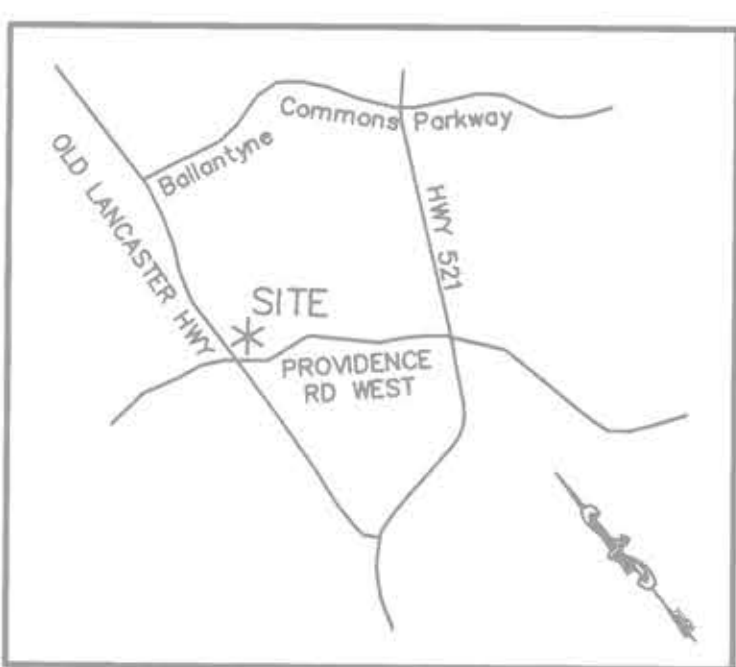 Ballantyne Commons Parkway
OLD LANCASTER HWY
HWY 521
SITE
PROVIDENCE
RD WEST